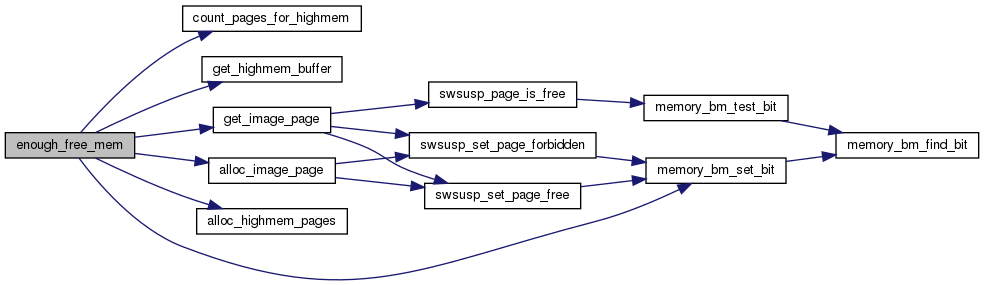 count_pages_for_highmem
get_highmem_buffer
swsusp_page_is_free
memory_bm_test_bit
get_image_page
enough_free_mem
swsusp_set_page_forbidden
memory_bm_find_bit
alloc_image_page
memory_bm_set_bit
swsusp_set_page_free
alloc_highmem_pages